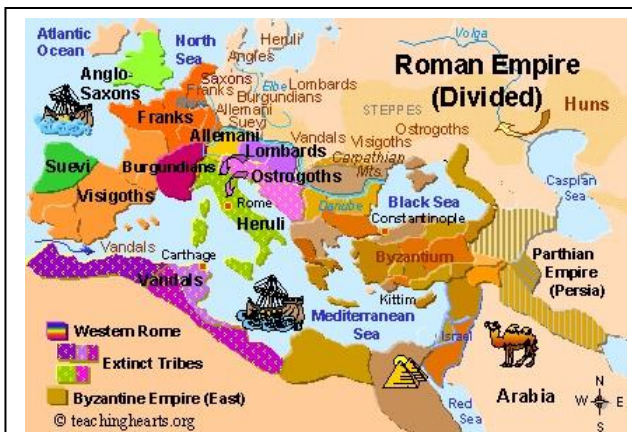 Atlantic
Ocean
North
Sea
Heruli
Angles
Volga
Anglo-
Saxons
Saxons
Franks
Elbe
Lombards
Burgundians
Allemani
Suevi
Roman Empire
(Divided)
Huns
STEPPES
Franks
Allemani
Vandals
Visigoths
Ostrogoths
Suevi
Burgundians
Lombards
Carpathian
Mts.
Visigoths
Ostrogoths
Caspian
Sea
Rome
Danube
Black Sea
Constantinople
Heruli
Vandals
Carthage
Byzantium
Parthian
Empire
(Persia)
Vandals
Kittim
Mediterranean
Sea
Israel
Western Rome
Extinct Tribes
Byzantine Empire (East)
Arabia
Red
Sea
N
W
E
S
© teachinghearts.org